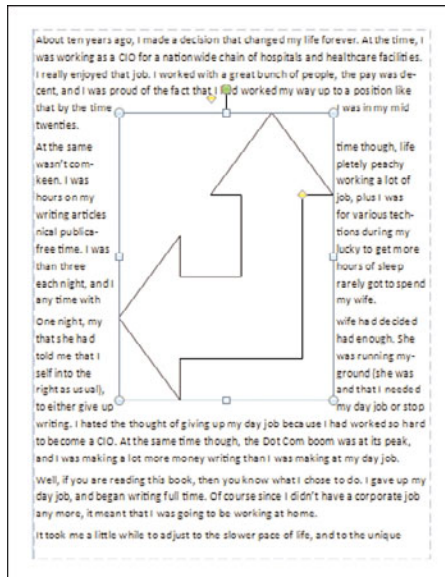 About ten years ago, I made a decision that changed my life forever. At the time, I
was working as a CIO for a nationwide chain of hospitals and healthcare facilities.
I really enjoyed that job. I worked with a great bunch of people, the pay was de-
cent, and I was proud of the fact that I had worked my way up to a position like
that by the time I was in my mid
twenties.
At the same time though, life
wasn't com- pletely peachy
keen. I was working a lot of
hours on my job, plus I was
writing articles for various tech-
nical publica- tions during my
free time. I was lucky to get more
than three hours of sleep
each night, and I rarely got to spend
any time with my wife.
One night, my wife had decided
that she had had enough. She
told me that I was running my-
self into the ground (she was
right as usual), and that I needed
to either give up my day job or stop
writing. I hated the thought of giving up my day job because I had worked so hard
to become a CIO. At the same time though, the Dot Com boom was at its peak,
and I was making a lot more money writing than I was making at my day job.
Well, if you are reading this book, then you know what I chose to do. I gave up my
day job, and began writing full time. Of course since I didn't have a corporate job
any more, it meant that I was going to be working at home.
It took me a little while to adjust to the slower pace of life, and to the unique